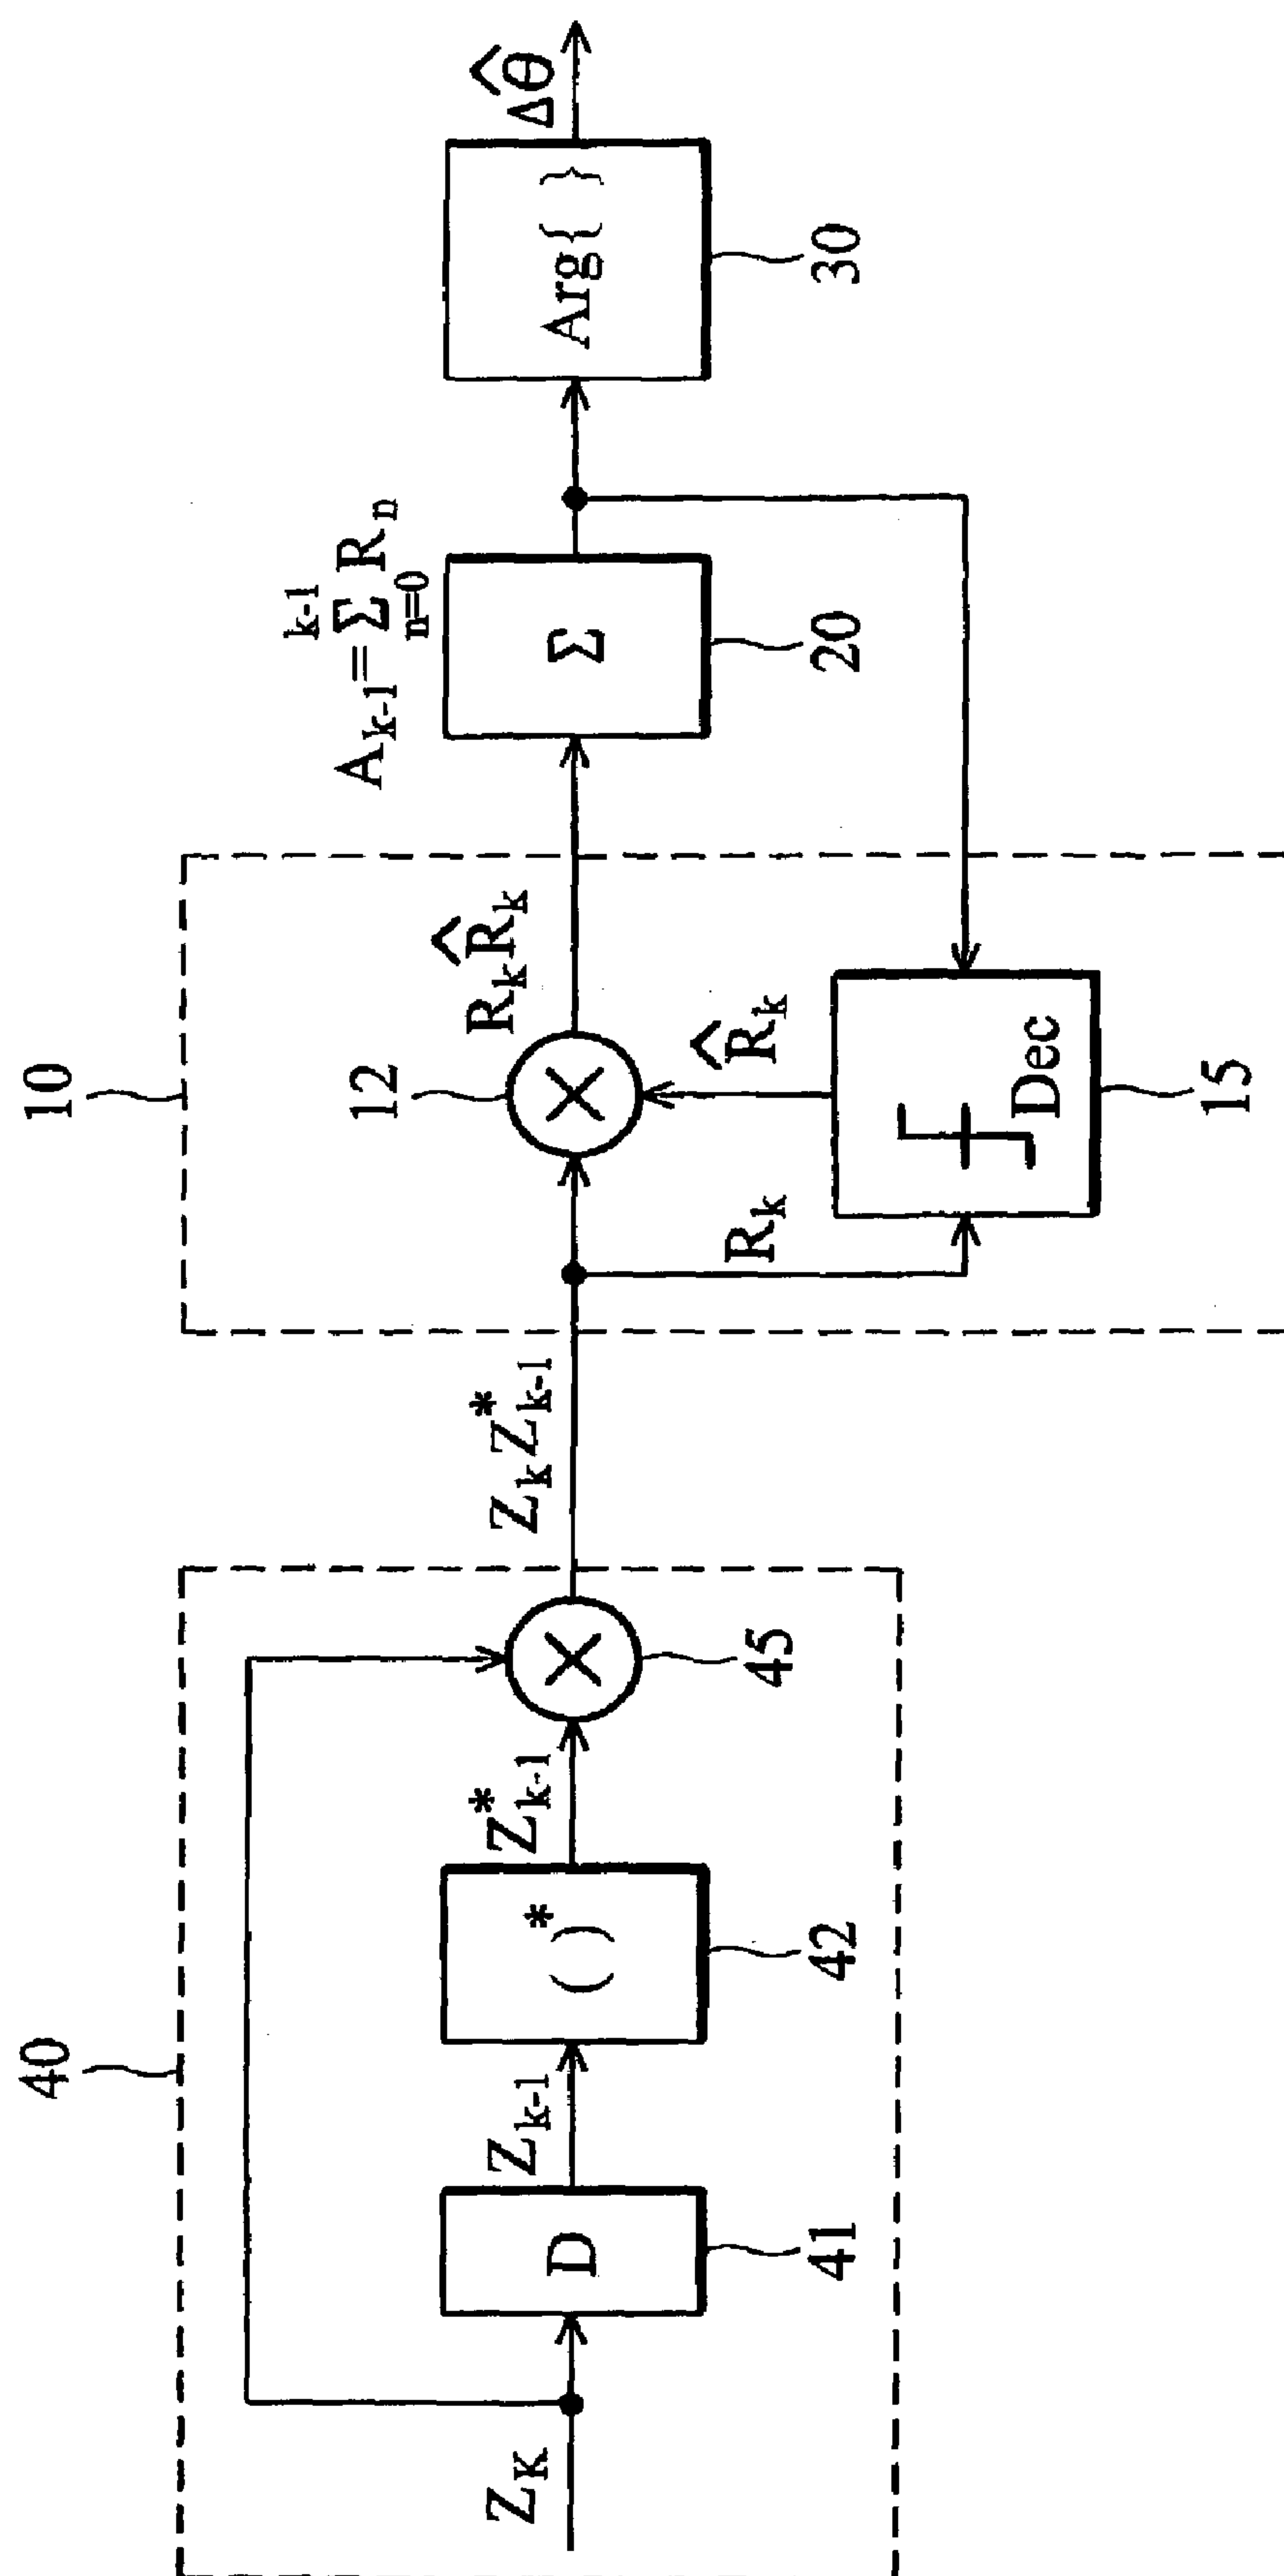 40
Z_K
D
41
Z_{k-1}
( )^*
42
Z^*_{k-1}
45
Z_k Z^*_{k-1}
10
R_k
12
R̂_k
Dec
15
R_k R̂_k
A_{k-1} = Σ_{n=0}^{k-1} R_n
Σ
20
Arg{ }
30
Δ̂θ